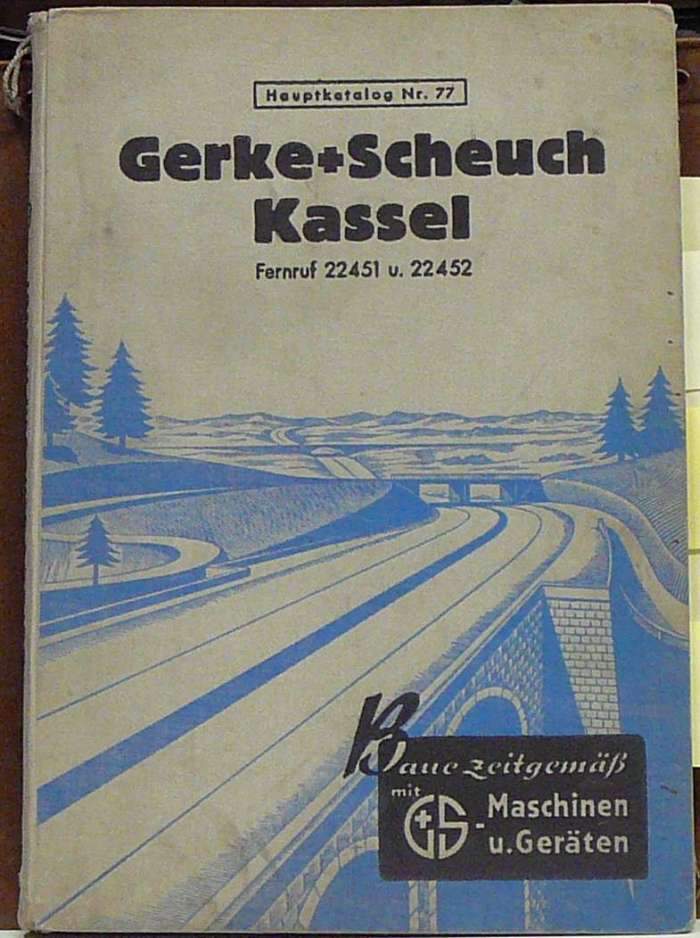 Hauptkatalog Nr. 77
Gerke+Scheuch
Kassel
Fernruf 22451 u. 22452
Baue zeitgemäß
mit G+S - Maschinen
u. Geräten